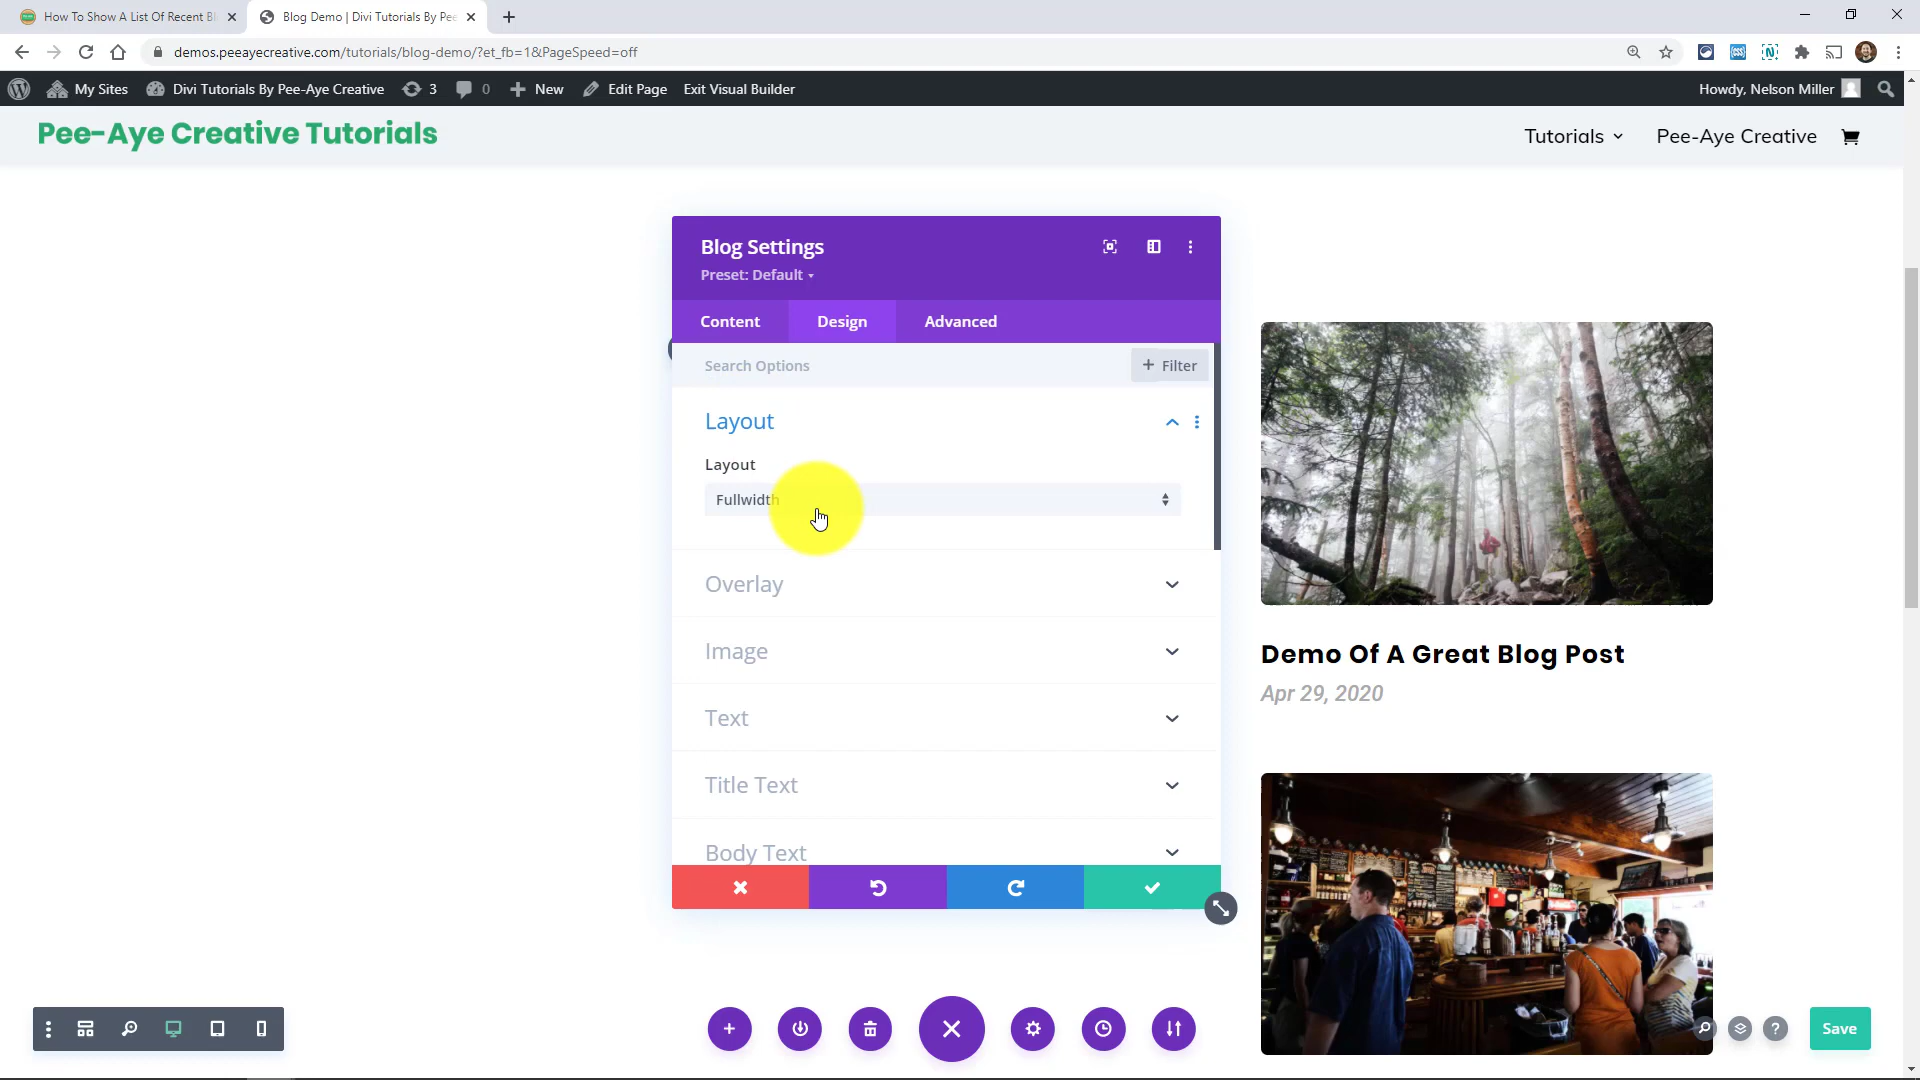 How To Show A List Of Recent Bl
Blog Demo | Divi Tutorials By Pee
demos.peeayecreative.com/tutorials/blog-demo/?et_fb=1&PageSpeed=off
My Sites
Divi Tutorials By Pee-Aye Creative
3
0
New
Edit Page
Exit Visual Builder
Howdy, Nelson Miller
Pee-Aye Creative Tutorials
Tutorials
Pee-Aye Creative
Blog Settings
Preset: Default
Content
Design
Advanced
Search Options
+ Filter
Layout
Layout
Fullwidth
Overlay
Image
Text
Title Text
Body Text
Demo Of A Great Blog Post
Apr 29, 2020
?
Save